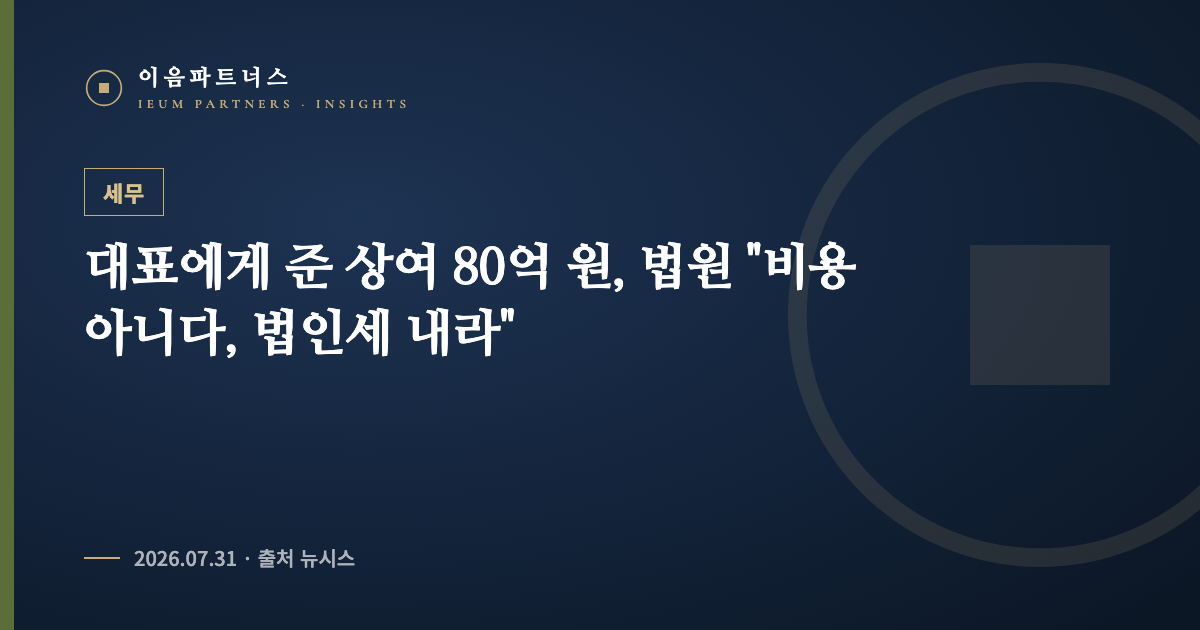 이음파트너스
IEUM PARTNERS · INSIGHTS
세무
대표에게 준 상여 80억 원, 법원 "비용
아니다, 법인세 내라"
2026.07.31 · 출처 뉴시스